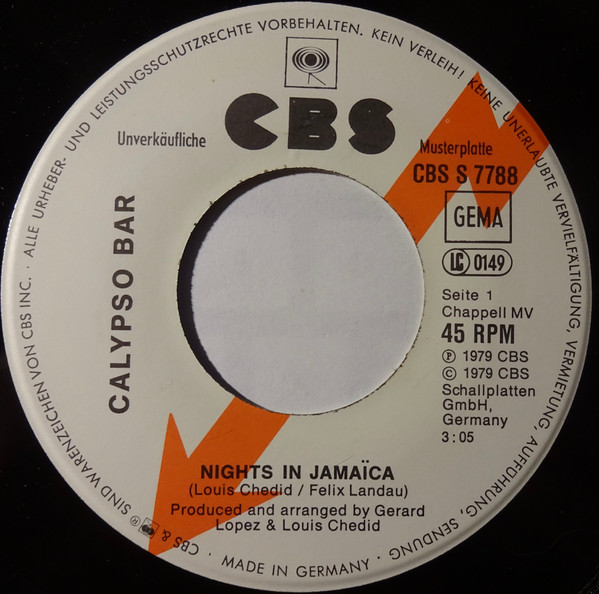 ALLE URHEBER- UND LEISTUNGSSCHUTZRECHTE VORBEHALTEN. KEIN VERLEIH! KEINE UNERLAUBTE VERVIELFÄLTIGUNG, VERMIETUNG, AUFFÜHRUNG, SENDUNG
CBS
Unverkäufliche
Musterplatte
CBS S 7788
GEMA
LC 0149
Seite 1
Chappell MV
45 RPM
Ⓟ 1979 CBS
© 1979 CBS
Schallplatten
GmbH,
Germany
3:05
CALYPSO BAR
NIGHTS IN JAMAÏCA
(Louis Chedid / Felix Landau)
Produced and arranged by Gerard
Lopez & Louis Chedid
· CBS & ® SIND WARENZEICHEN VON CBS INC. ·
MADE IN GERMANY ·